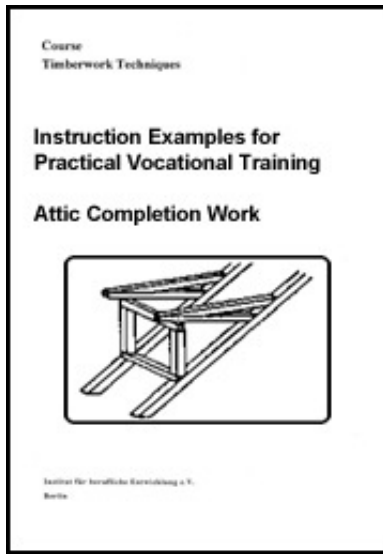 Course
Timberwork Techniques
Instruction Examples for
Practical Vocational Training
Attic Completion Work
Institut für berufliche Entwicklung e.V.
Berlin